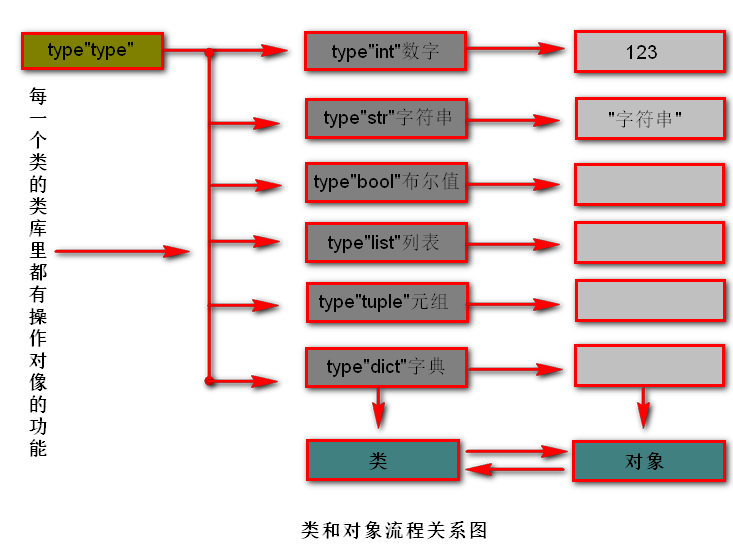 type"type"
type"int"数字
123
type"str"字符串
"字符串"
type"bool"布尔值
type"list"列表
type"tuple"元组
type"dict"字典
每一个类的类库里都有操作对像的功能
类
对象
类和对象流程关系图